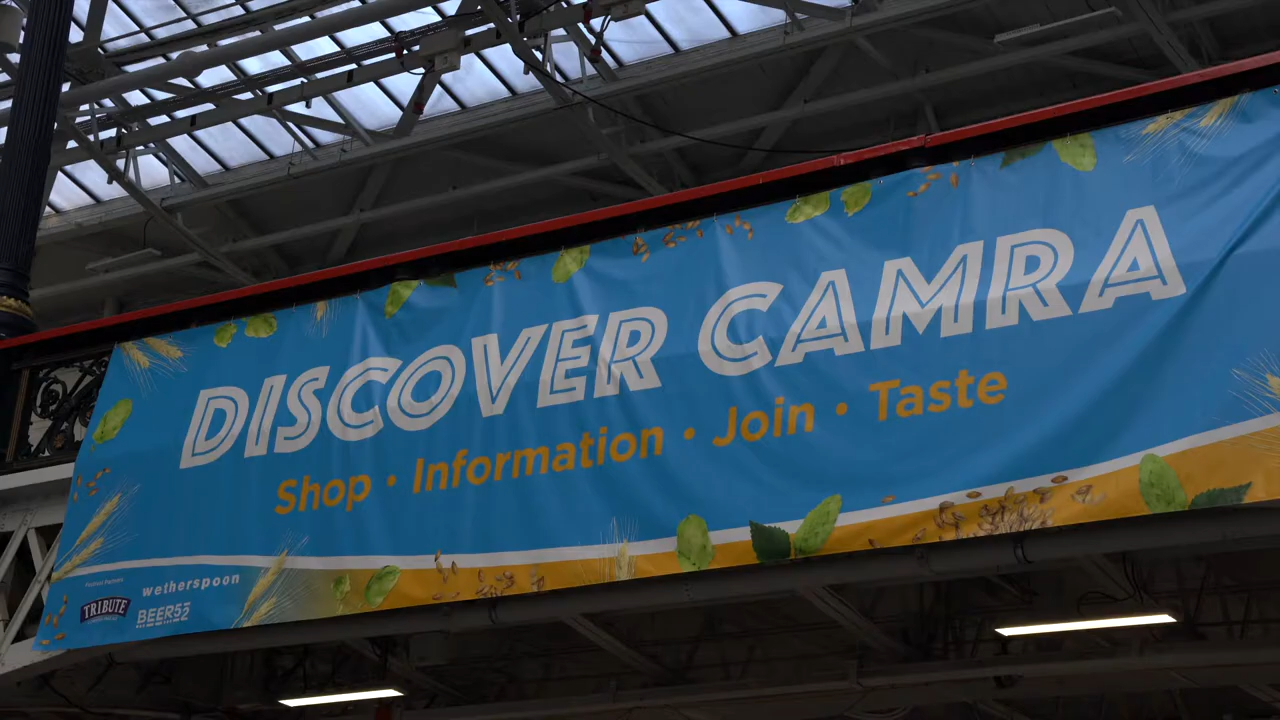 DISCOVER CAMRA
Shop • Information • Join • Taste
wetherspoon
TRIBUTE
BEER52